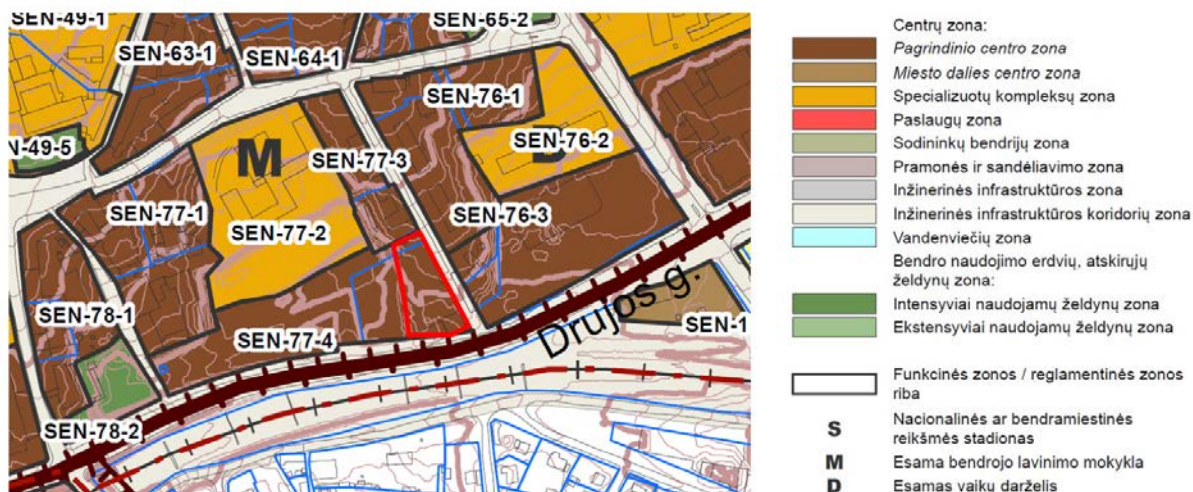 SEN-49-1
SEN-65-2
SEN-63-1
SEN-64-1
SEN-76-1
N-49-5
M
SEN-76-2
D
SEN-77-3
SEN-77-1
SEN-77-2
SEN-76-3
SEN-78-1
SEN-77-4
Drujos g.
SEN-1
SEN-78-2
Centrų zona:
Pagrindinio centro zona
Miesto dalies centro zona
Specializuotų kompleksų zona
Paslaugų zona
Sodininkų bendrijų zona
Pramonės ir sandėliavimo zona
Inžinerinės infrastruktūros zona
Inžinerinės infrastruktūros koridorių zona
Vandenviečių zona
Bendro naudojimo erdvių, atskirųjų
želdynų zona:
Intensyviai naudojamų želdynų zona
Ekstensyviai naudojamų želdynų zona
Funkcinės zonos / reglamentinės zonos
riba
S Nacionalinės ar bendramiestinės
reikšmės stadionas
M Esama bendrojo lavinimo mokykla
D Esamas vaikų darželis